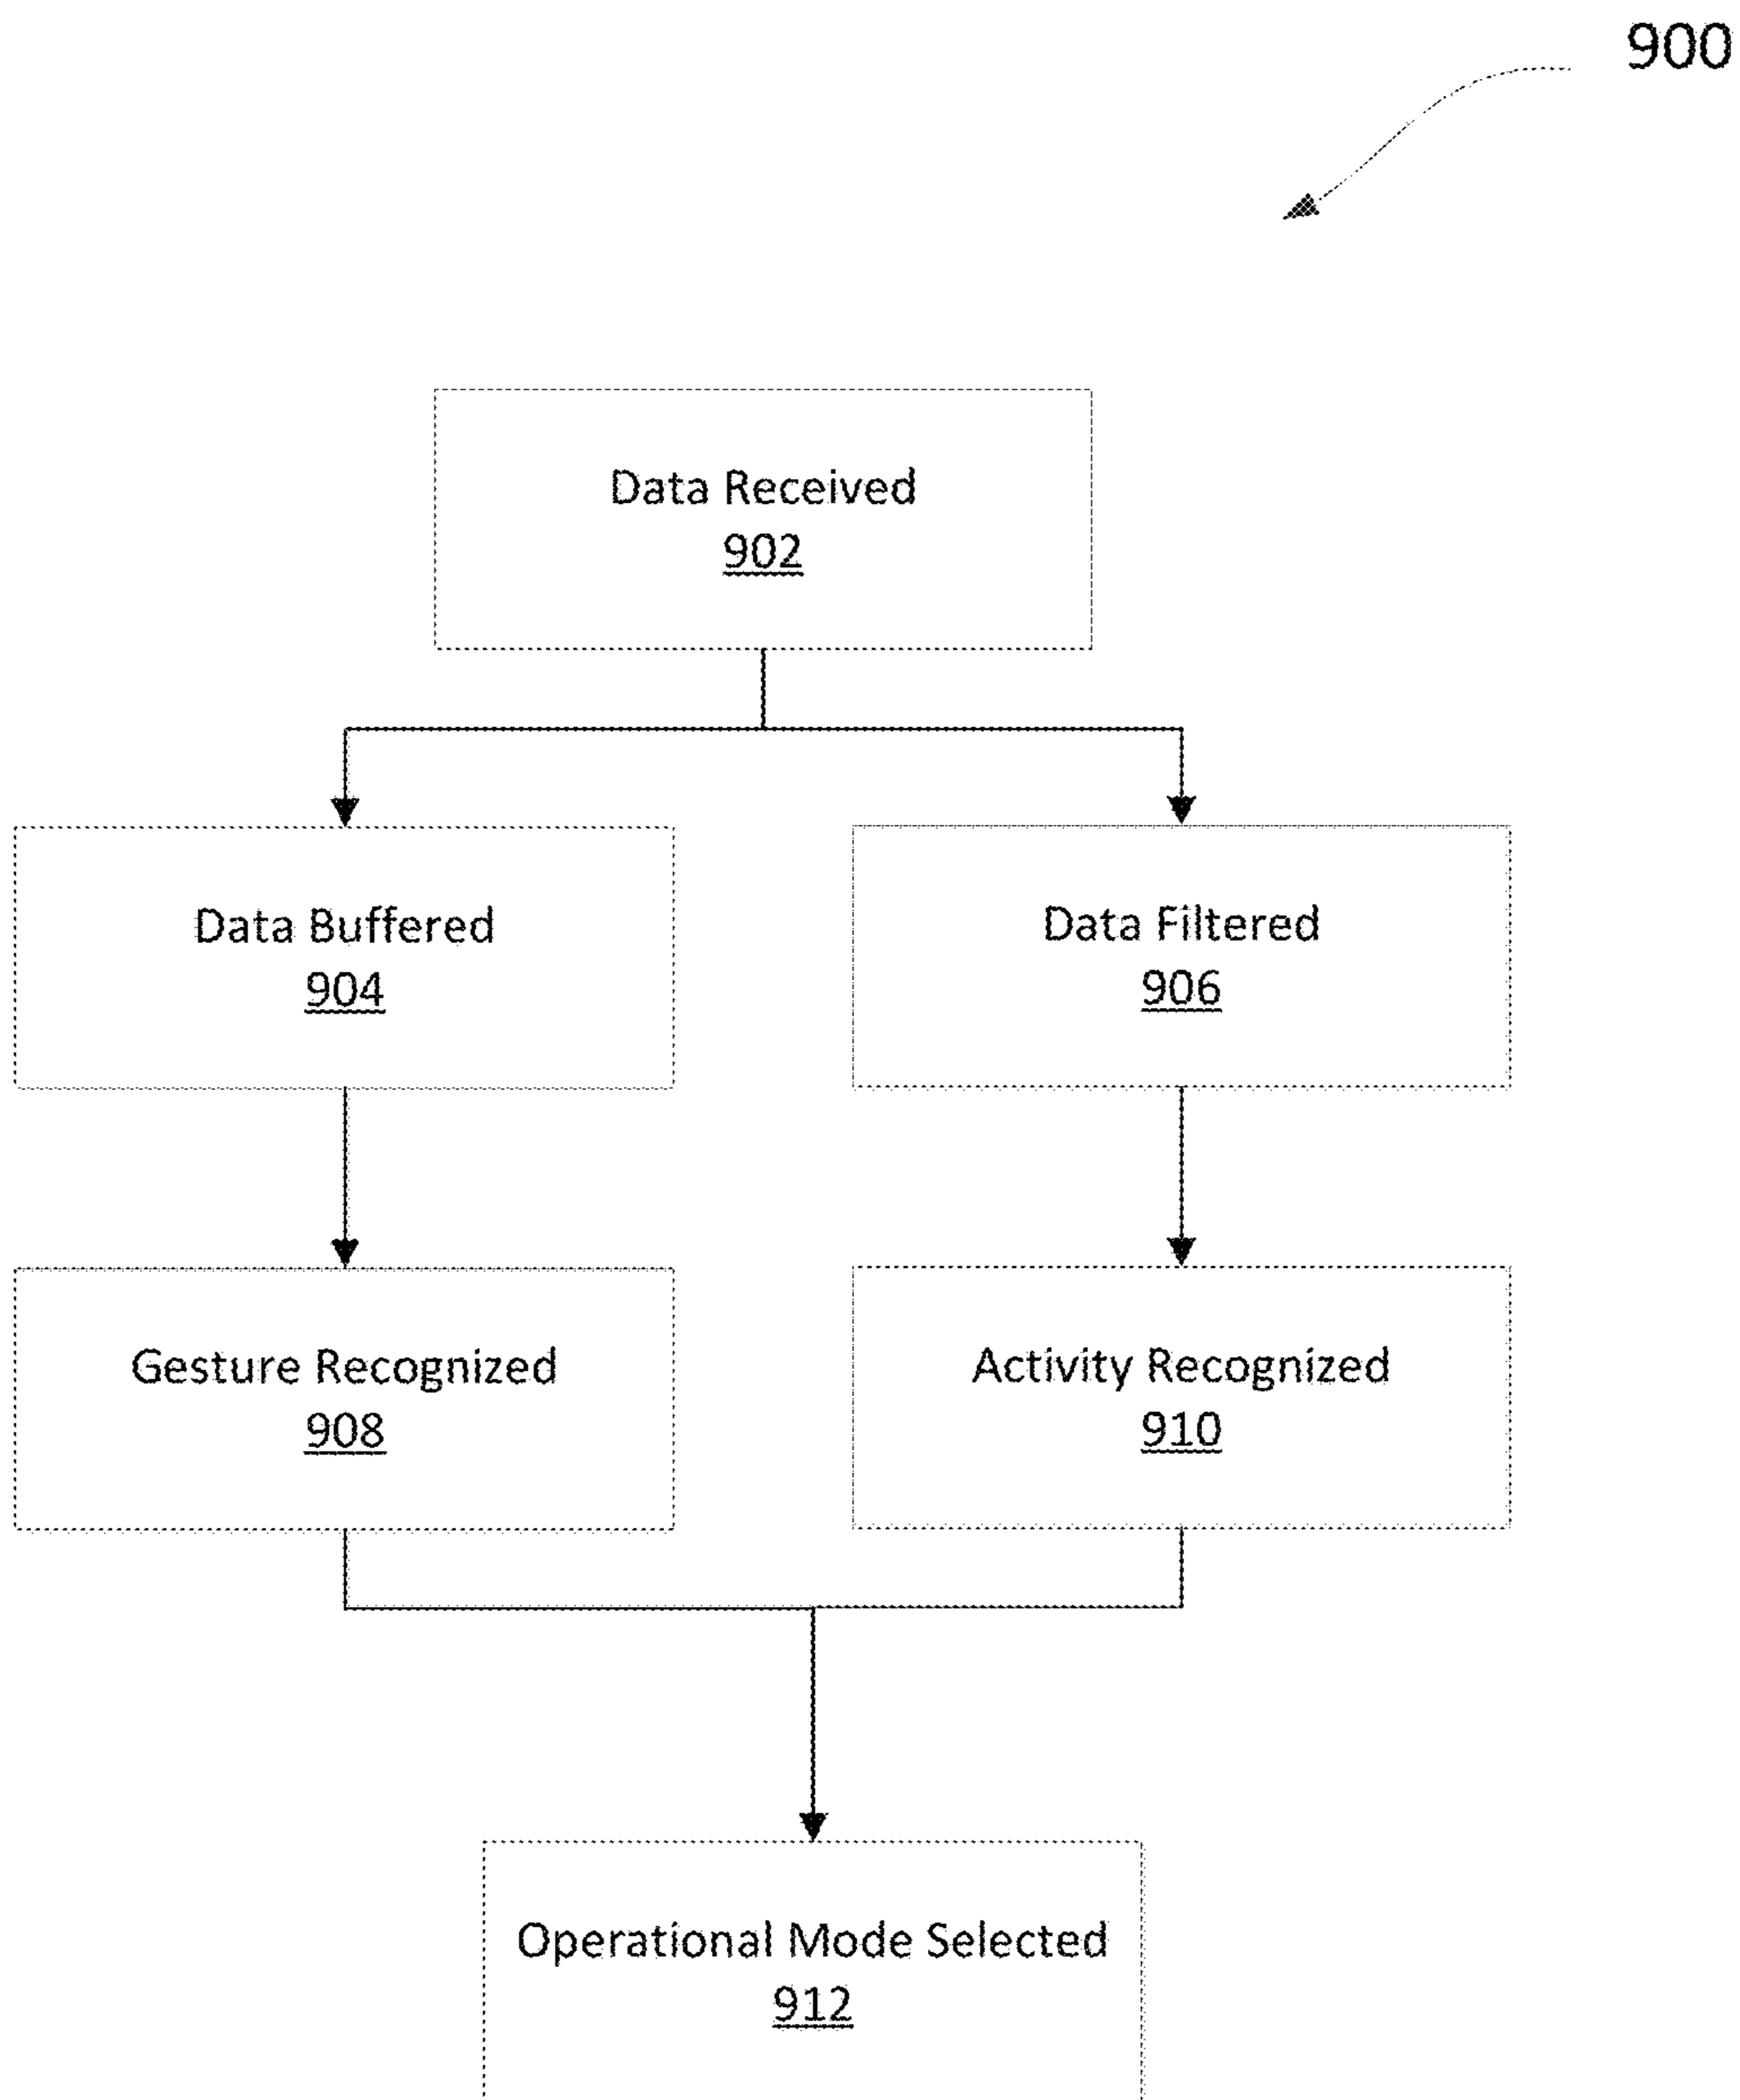 900
Data Received
902
Data Buffered
904
Data Filtered
906
Gesture Recognized
908
Activity Recognized
910
Operational Mode Selected
912